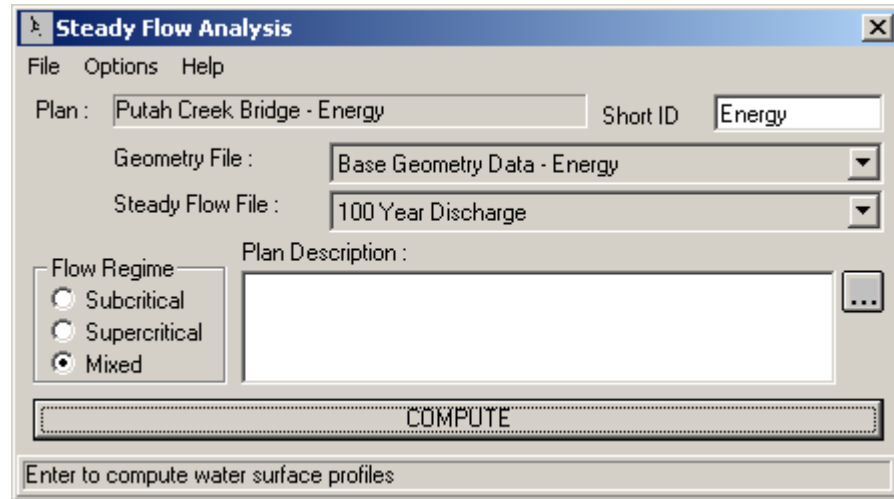 Steady Flow Analysis
File Options Help
Plan : Putah Creek Bridge - Energy Short ID Energy
Geometry File : Base Geometry Data - Energy
Steady Flow File : 100 Year Discharge
Plan Description :
Flow Regime
Subcritical
Supercritical
Mixed
...
COMPUTE
Enter to compute water surface profiles